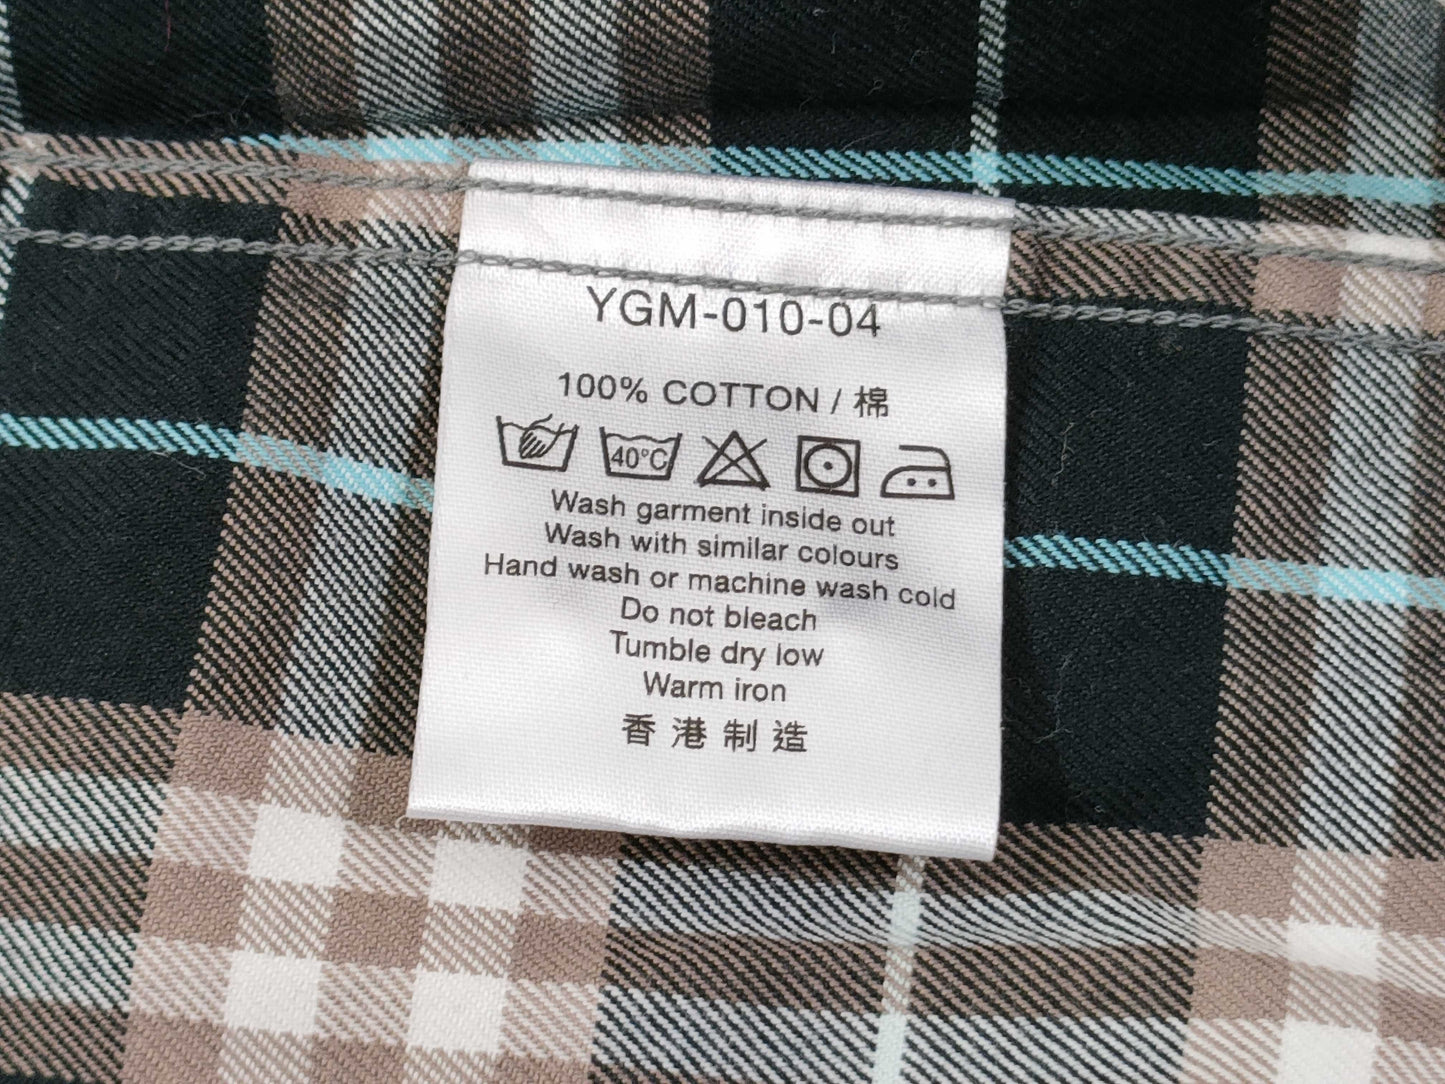 YGM-010-04
100% COTTON / 棉
40°C
Wash garment inside out
Wash with similar colours
Hand wash or machine wash cold
Do not bleach
Tumble dry low
Warm iron
香港制造